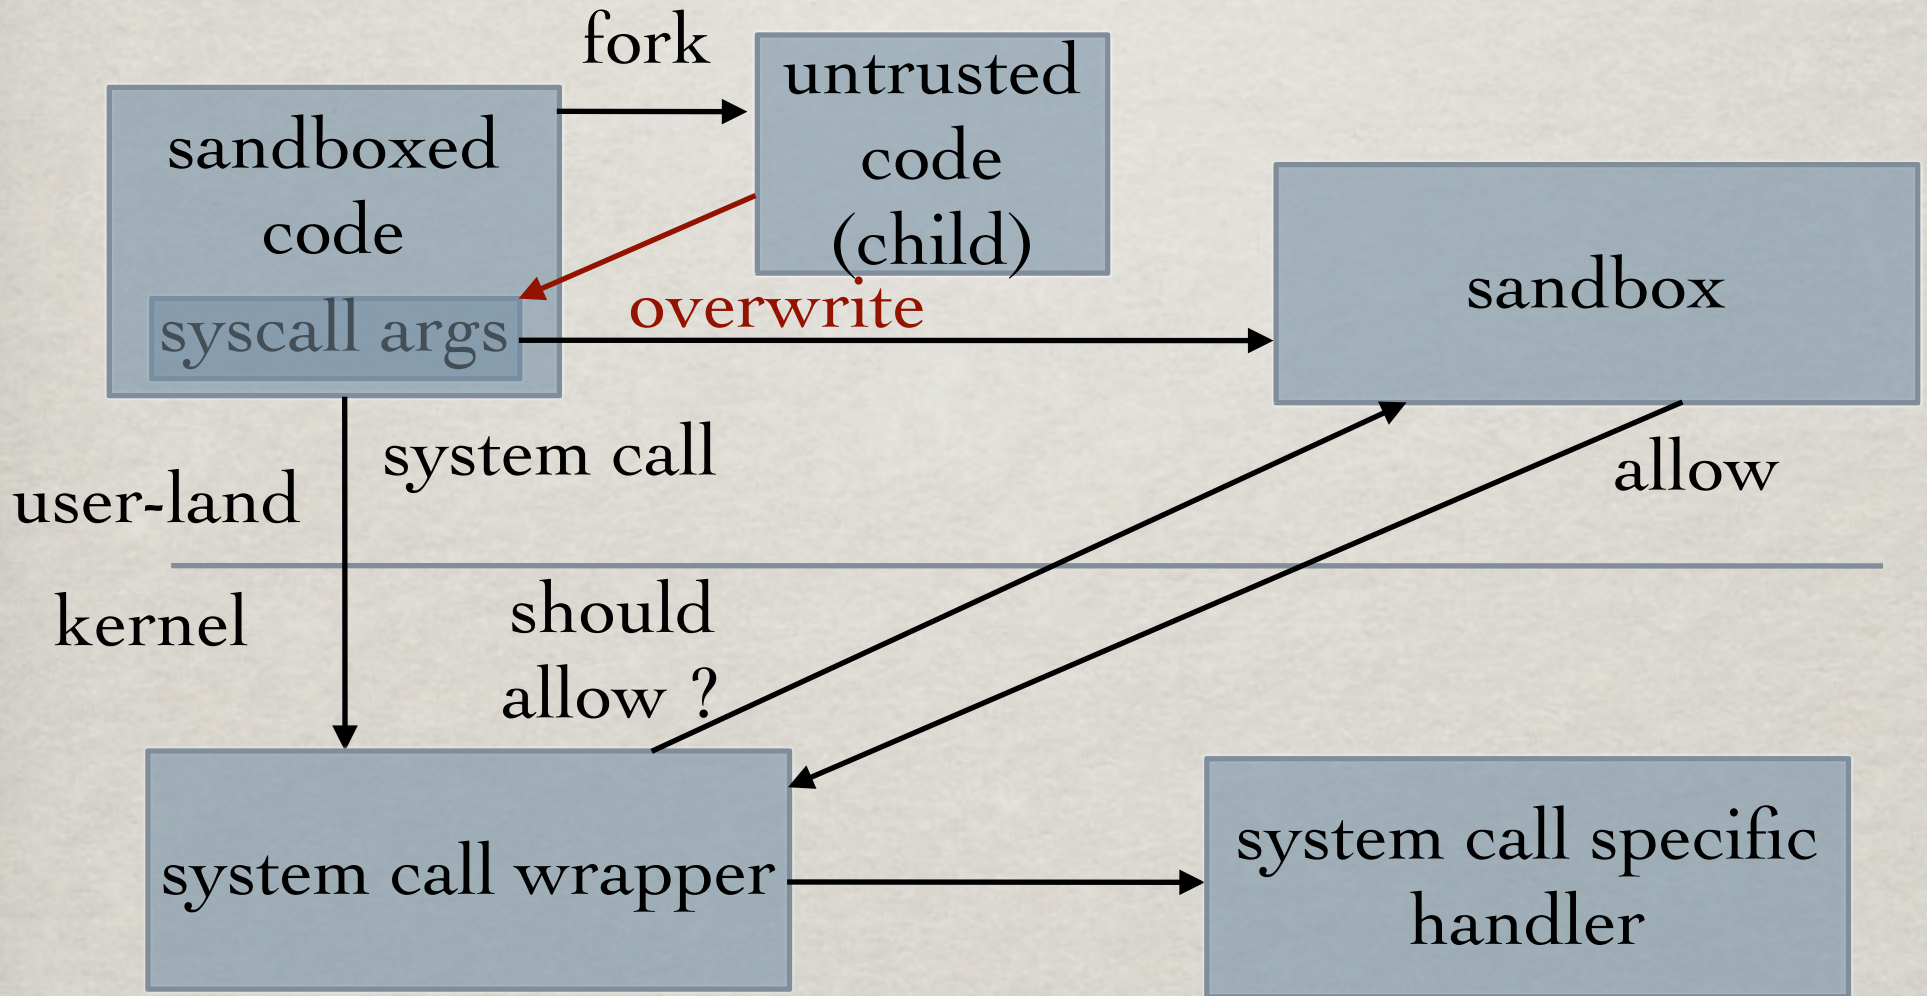 fork
untrusted
code
(child)
sandboxed
code
syscall args
overwrite
sandbox
system call
allow
user-land
kernel
should
allow ?
system call wrapper
system call specific
handler